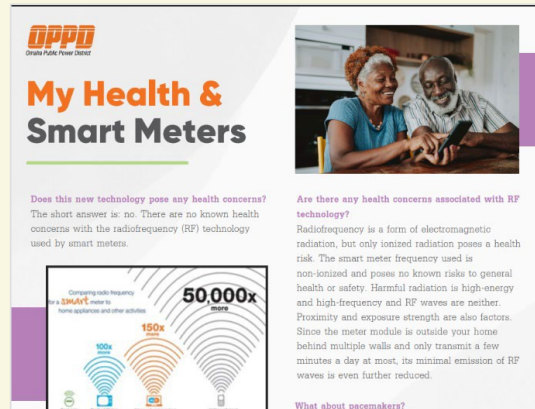 OPPD
Omaha Public Power District
My Health &
Smart Meters
Does this new technology pose any health concerns?
The short answer is: no. There are no known health
concerns with the radiofrequency (RF) technology
used by smart meters.
Comparing radio frequency
for a smart meter to
home appliances and other activities
50,000x
more
150x
more
100x
more
Are there any health concerns associated with RF
technology?
Radiofrequency is a form of electromagnetic
radiation, but only ionized radiation poses a health
risk. The smart meter frequency used is
non-ionized and poses no known risks to general
health or safety. Harmful radiation is high-energy
and high-frequency and RF waves are neither.
Proximity and exposure strength are also factors.
Since the meter module is outside your home
behind multiple walls and only transmit a few
minutes a day at most, its minimal emission of RF
waves is even further reduced.
What about pacemakers?